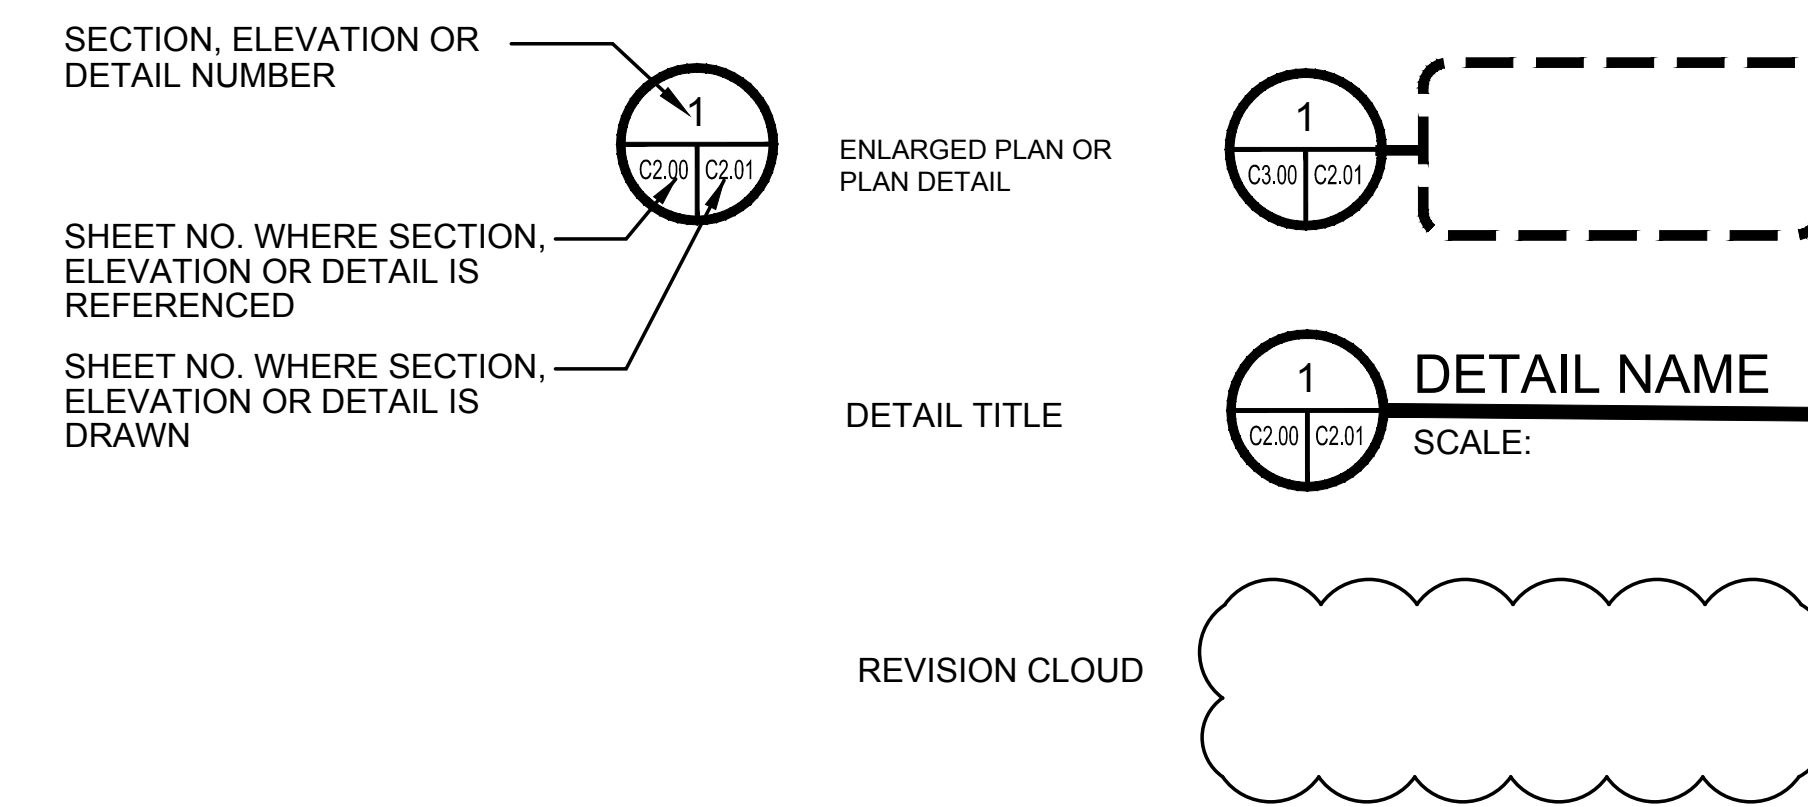 SECTION, ELEVATION OR
DETAIL NUMBER
1
C2.00 C2.01
SHEET NO. WHERE SECTION,
ELEVATION OR DETAIL IS
REFERENCED
SHEET NO. WHERE SECTION,
ELEVATION OR DETAIL IS
DRAWN
ENLARGED PLAN OR
PLAN DETAIL
1
C3.00 C2.01
DETAIL TITLE
1
C2.00 C2.01
DETAIL NAME
SCALE:
REVISION CLOUD